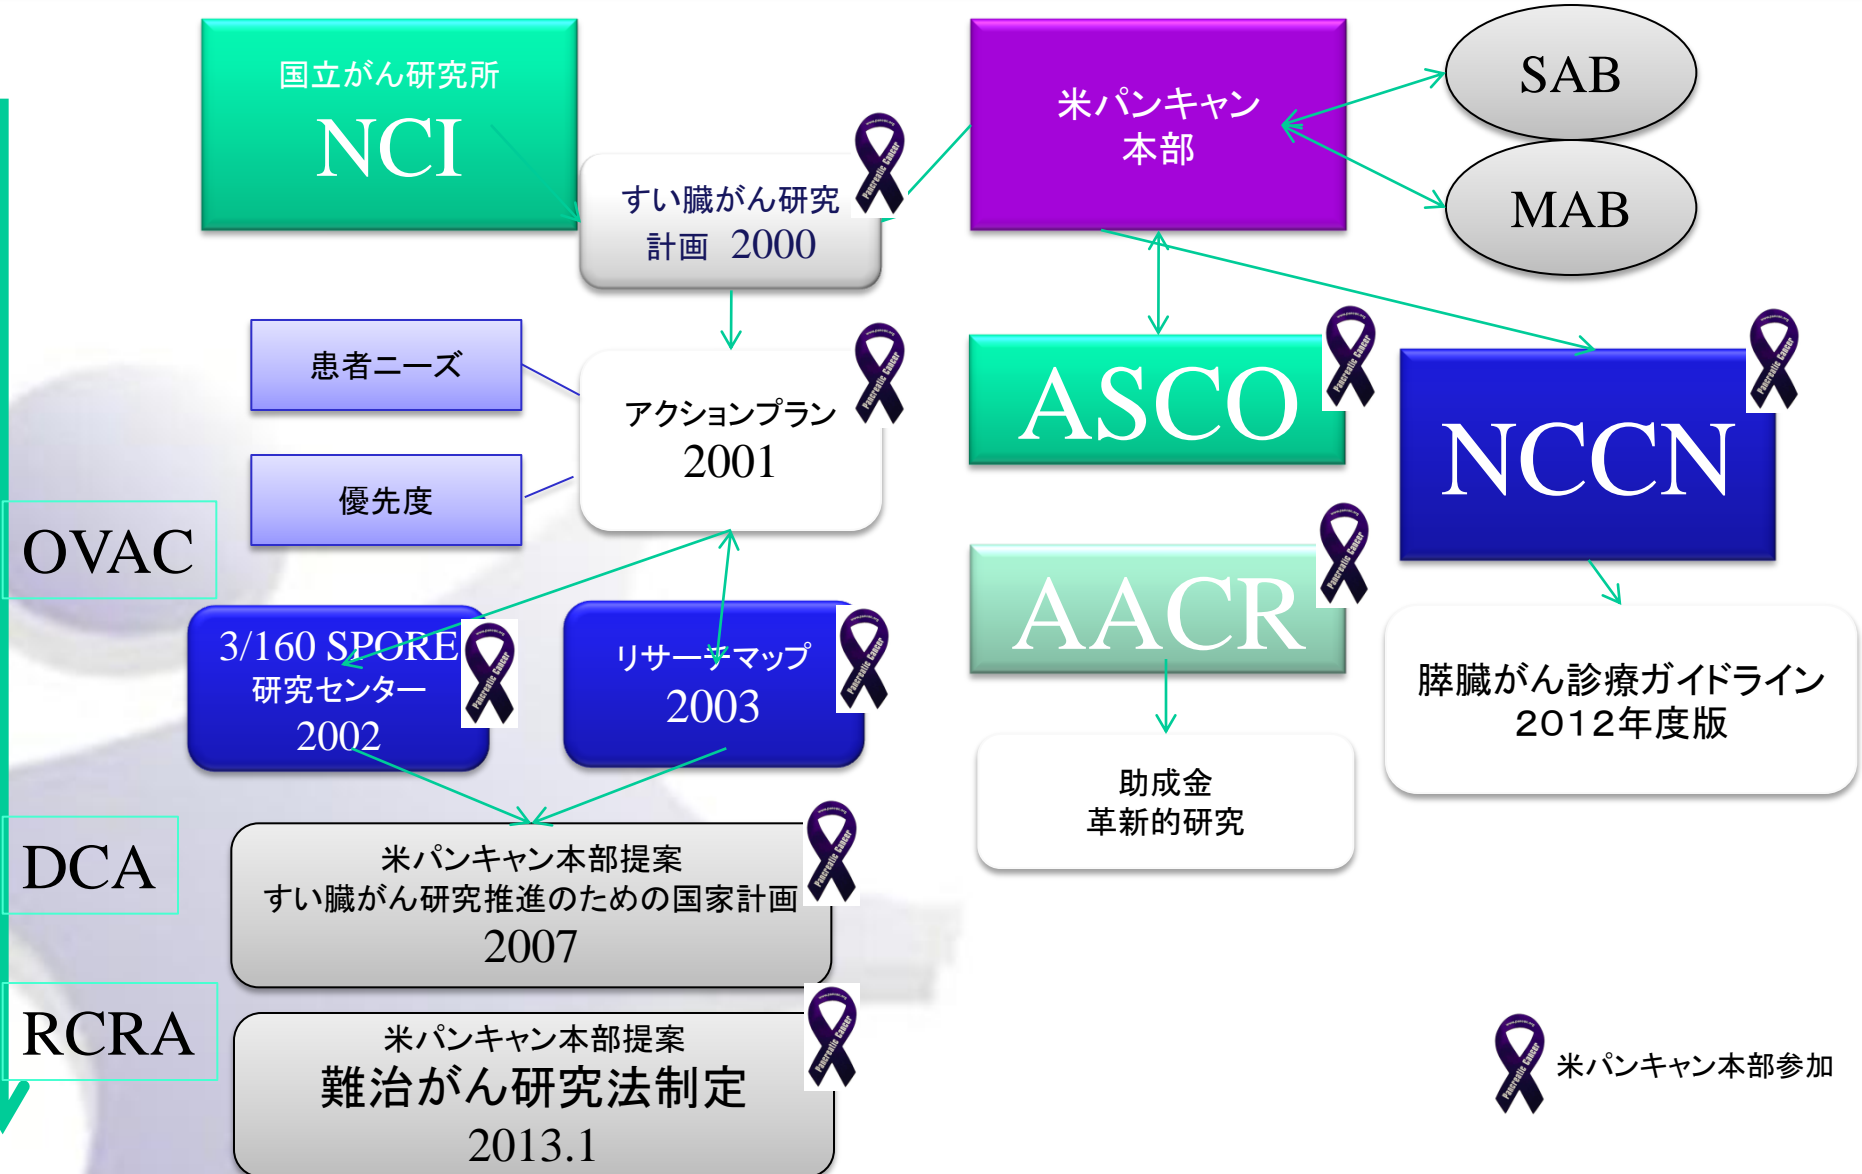 国立がん研究所
NCI
米パンキャン
本部
SAB
MAB
すい臓がん研究
計画 2000
患者ニーズ
優先度
アクションプラン
2001
ASCO
NCCN
OVAC
AACR
3/160 SPORE
研究センター
2002
リサーチマップ
2003
膵臓がん診療ガイドライン
2012年度版
助成金
革新的研究
DCA
米パンキャン本部提案
すい臓がん研究推進のための国家計画
2007
RCRA
米パンキャン本部提案
難治がん研究法制定
2013.1
Pancreatic Cancer
米パンキャン本部参加